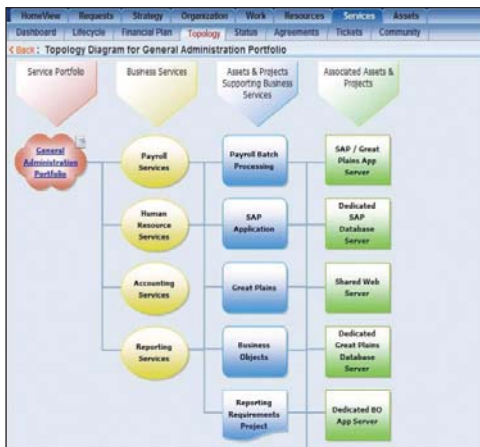 HomeView Requests Strategy Organization Work Resources Services Assets
Dashboard Lifecycle Financial Plan Topology Status Agreements Tickets Community
Back : Topology Diagram for General Administration Portfolio
Service Portfolio
Business Services
Assets & Projects
Supporting Business
Services
Associated Assets &
Projects
General
Administration
Portfolio
Payroll
Services
Payroll Batch
Processing
SAP / Great
Plains App
Server
Human
Resource
Services
SAP
Application
Dedicated
SAP
Database
Server
Accounting
Services
Great Plains
Shared Web
Server
Reporting
Services
Business
Objects
Dedicated
Great Plains
Database
Server
Reporting
Requirements
Project
Dedicated BO
App Server